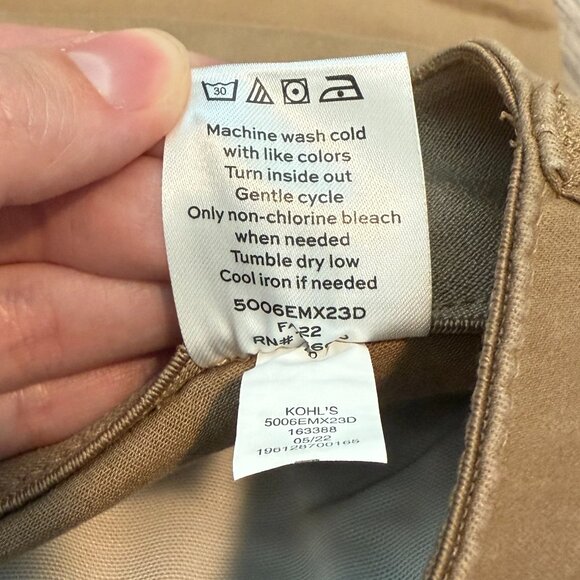 30
Machine wash cold
with like colors
Turn inside out
Gentle cycle
Only non-chlorine bleach
when needed
Tumble dry low
Cool iron if needed
5006EMX23D
RN#
KOHL'S
5006EMX23D
163388
05/22
196128700165